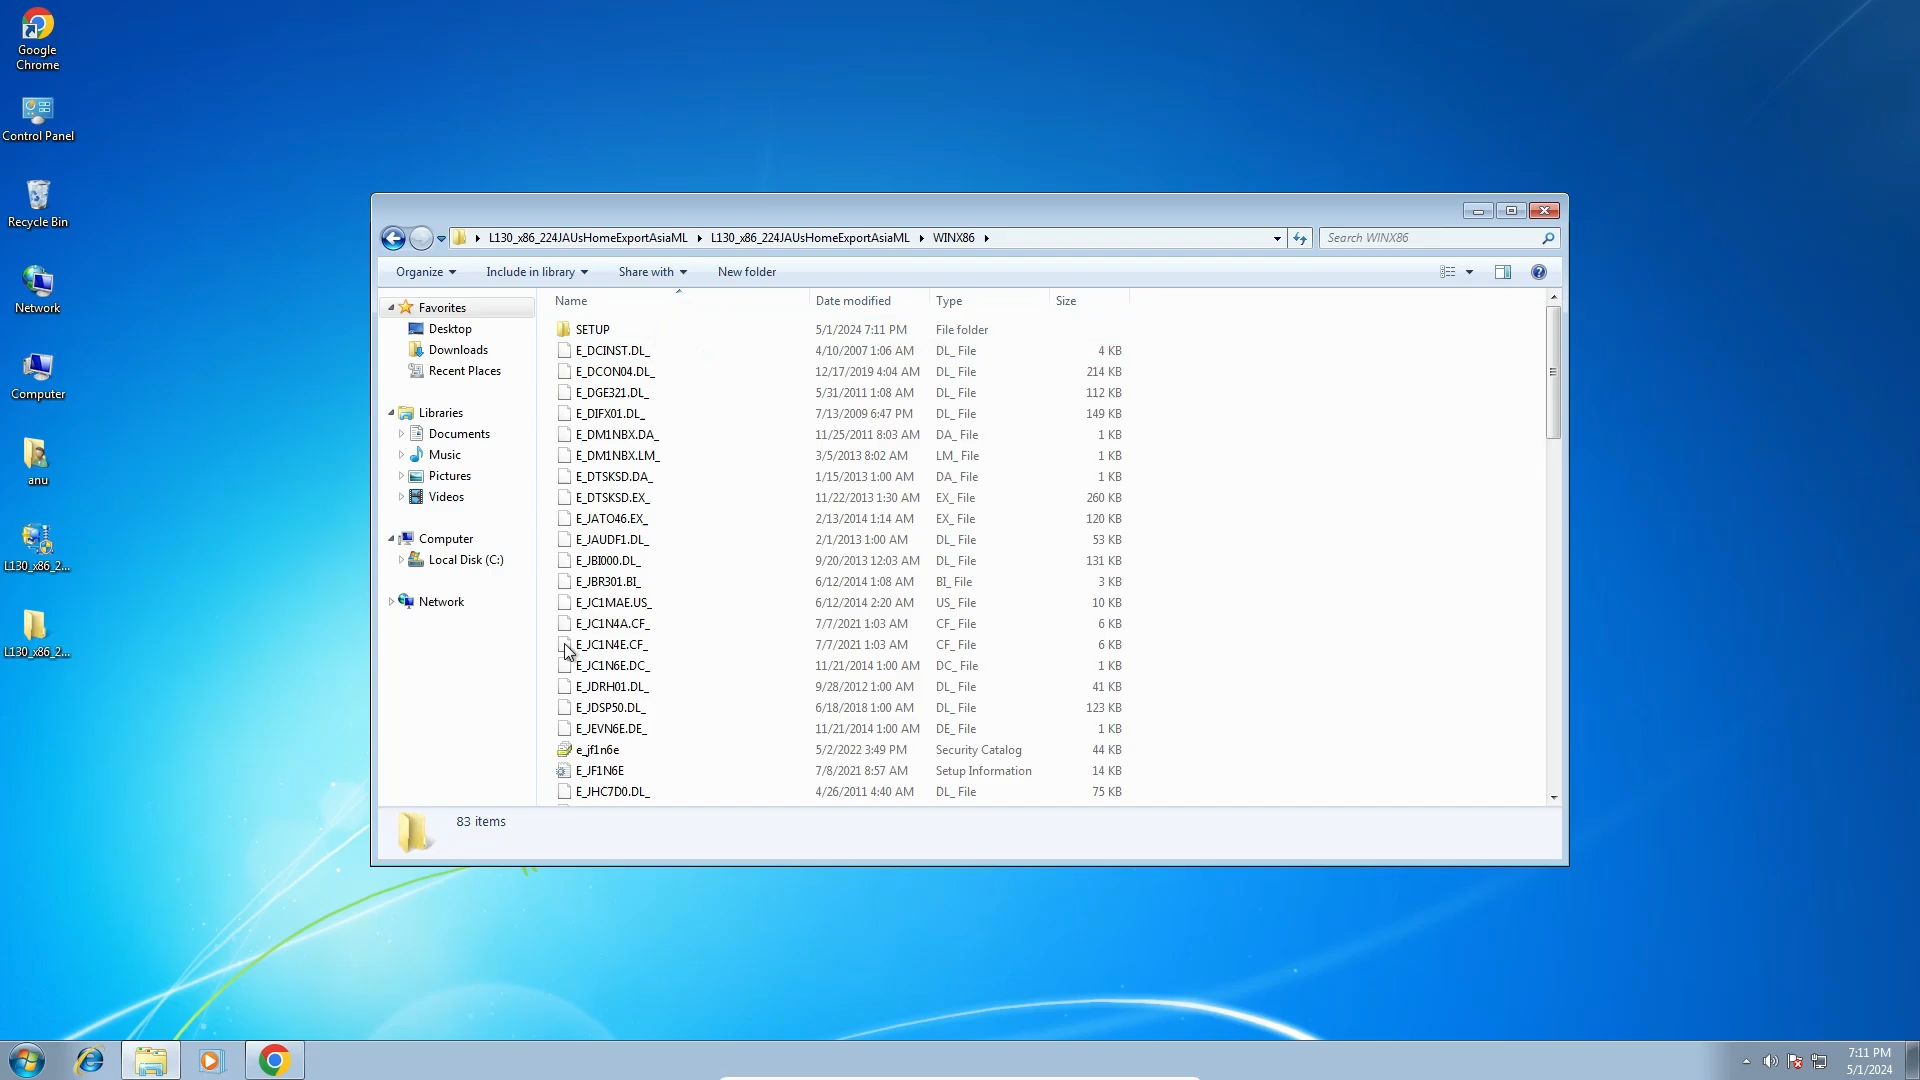 Google
Chrome
Control Panel
Recycle Bin
Network
Computer
anu
L130_x86_2...
L130_x86_2...
L130_x86_224JAUsHomeExportAsiaML
L130_x86_224JAUsHomeExportAsiaML
WINX86
Search WINX86
Organize
Include in library
Share with
New folder
Favorites
Desktop
Downloads
Recent Places
Libraries
Documents
Music
Pictures
Videos
Computer
Local Disk (C:)
Network
Name Date modified Type Size
SETUP 5/1/2024 7:11 PM File folder
E_DCINST.DL_ 4/10/2007 1:06 AM DL_ File 4 KB
E_DCON04.DL_ 12/17/2019 4:04 AM DL_ File 214 KB
E_DGE321.DL_ 5/31/2011 1:08 AM DL_ File 112 KB
E_DIFX01.DL_ 7/13/2009 6:47 PM DL_ File 149 KB
E_DM1NBX.DA_ 11/25/2011 8:03 AM DA_ File 1 KB
E_DM1NBX.LM_ 3/5/2013 8:02 AM LM_ File 1 KB
E_DTSKSD.DA_ 1/15/2013 1:00 AM DA_ File 1 KB
E_DTSKSD.EX_ 11/22/2013 1:30 AM EX_ File 260 KB
E_JATO46.EX_ 2/13/2014 1:14 AM EX_ File 120 KB
E_JAUDF1.DL_ 2/1/2013 1:00 AM DL_ File 53 KB
E_JBI000.DL_ 9/20/2013 12:03 AM DL_ File 131 KB
E_JBR301.BI_ 6/12/2014 1:08 AM BI_ File 3 KB
E_JC1MAE.US_ 6/12/2014 2:20 AM US_ File 10 KB
E_JC1N4A.CF_ 7/7/2021 1:03 AM CF_ File 6 KB
E_JC1N4E.CF_ 7/7/2021 1:03 AM CF_ File 6 KB
E_JC1N6E.DC_ 11/21/2014 1:00 AM DC_ File 1 KB
E_JDRH01.DL_ 9/28/2012 1:00 AM DL_ File 41 KB
E_JDSP50.DL_ 6/18/2018 1:00 AM DL_ File 123 KB
E_JEVN6E.DE_ 11/21/2014 1:00 AM DE_ File 1 KB
e_jf1n6e 5/2/2022 3:49 PM Security Catalog 44 KB
E_JF1N6E 7/8/2021 8:57 AM Setup Information 14 KB
E_JHC7D0.DL_ 4/26/2011 4:40 AM DL_ File 75 KB
83 items
7:11 PM
5/1/2024